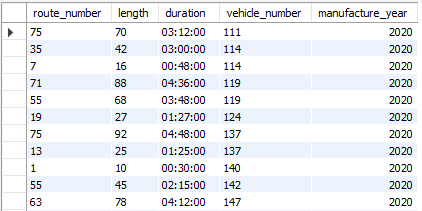 route_number length duration vehicle_number manufacture_year
75 70 03:12:00 111 2020
35 42 03:00:00 114 2020
7 16 00:48:00 114 2020
71 88 04:36:00 119 2020
55 68 03:48:00 119 2020
19 27 01:27:00 124 2020
75 92 04:48:00 137 2020
13 25 01:25:00 137 2020
1 10 00:30:00 140 2020
55 45 02:15:00 142 2020
63 78 04:12:00 147 2020